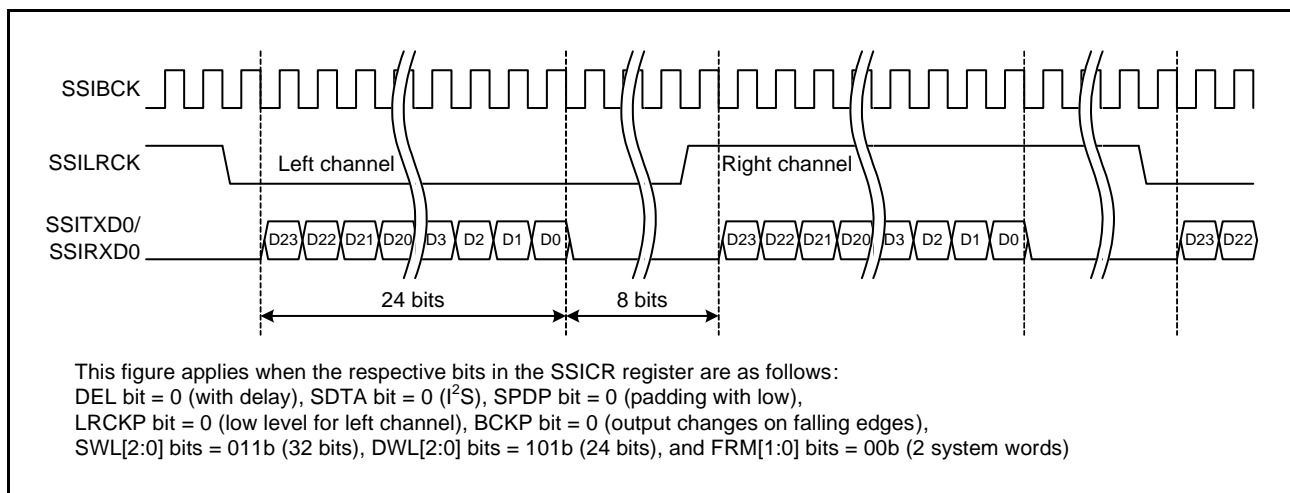 SSIBCK
SSILRCK
Left channel
Right channel
SSITXD0/
SSIRXD0
D23 D22 D21 D20 D3 D2 D1 D0 D23 D22 D21 D20 D3 D2 D1 D0 D23 D22
24 bits
8 bits
This figure applies when the respective bits in the SSICR register are as follows:
DEL bit = 0 (with delay), SDTA bit = 0 (I²S), SPDP bit = 0 (padding with low),
LRCKP bit = 0 (low level for left channel), BCKP bit = 0 (output changes on falling edges),
SWL[2:0] bits = 011b (32 bits), DWL[2:0] bits = 101b (24 bits), and FRM[1:0] bits = 00b (2 system words)